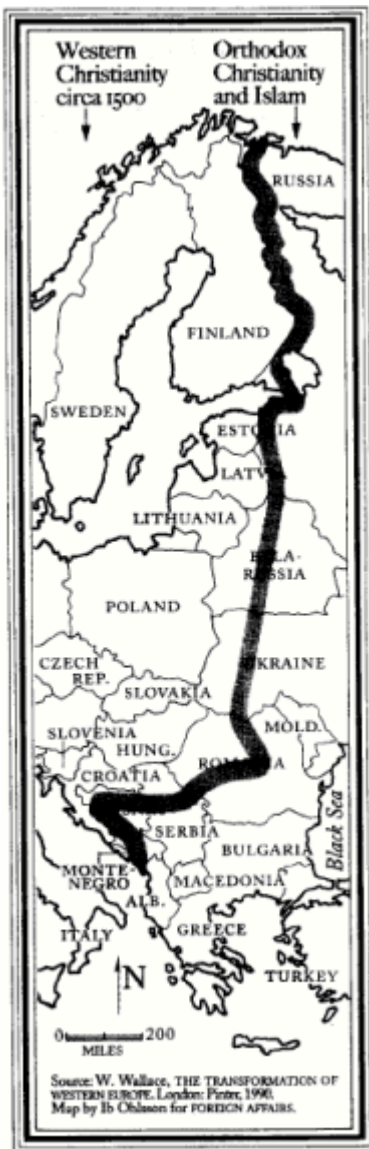 Western
Christianity
circa 1500
Orthodox
Christianity
and Islam
RUSSIA
FINLAND
SWEDEN
ESTONIA
LATV
LITHUANIA
BELA-
RUSSIA
POLAND
CZECH
REP.
UKRAINE
SLOVAKIA
SLOVENIA
HUNG.
MOLD.
ROMANIA
CROATIA
SERBIA
BULGARIA
Black Sea
MONTE-
NEGRO
MACEDONIA
ALB.
ITALY
GREECE
TURKEY
N
0 200
MILES
Source: W. Wallace, THE TRANSFORMATION OF
WESTERN EUROPE. London: Pinter, 1990.
Map by Ib Ohlsson for FOREIGN AFFAIRS.